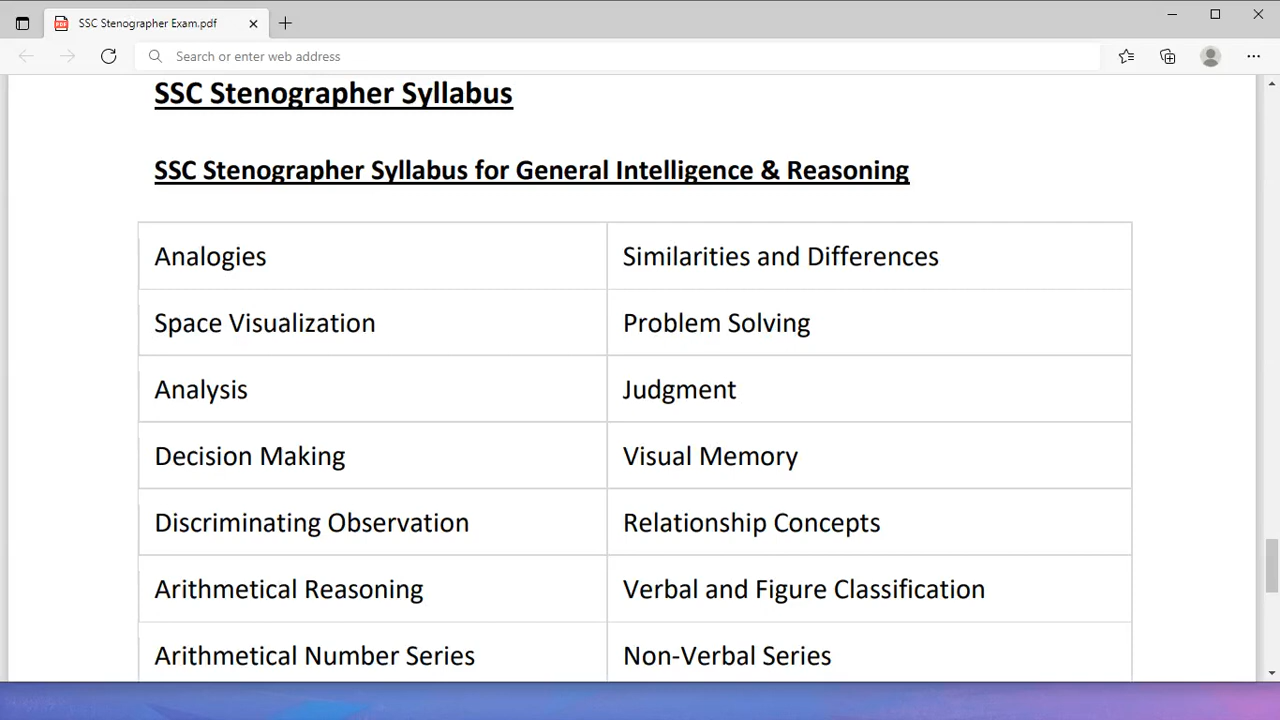 SSC Stenographer Exam.pdf
Search or enter web address
SSC Stenographer Syllabus
SSC Stenographer Syllabus for General Intelligence & Reasoning
Analogies Similarities and Differences
Space Visualization Problem Solving
Analysis Judgment
Decision Making Visual Memory
Discriminating Observation Relationship Concepts
Arithmetical Reasoning Verbal and Figure Classification
Arithmetical Number Series Non-Verbal Series